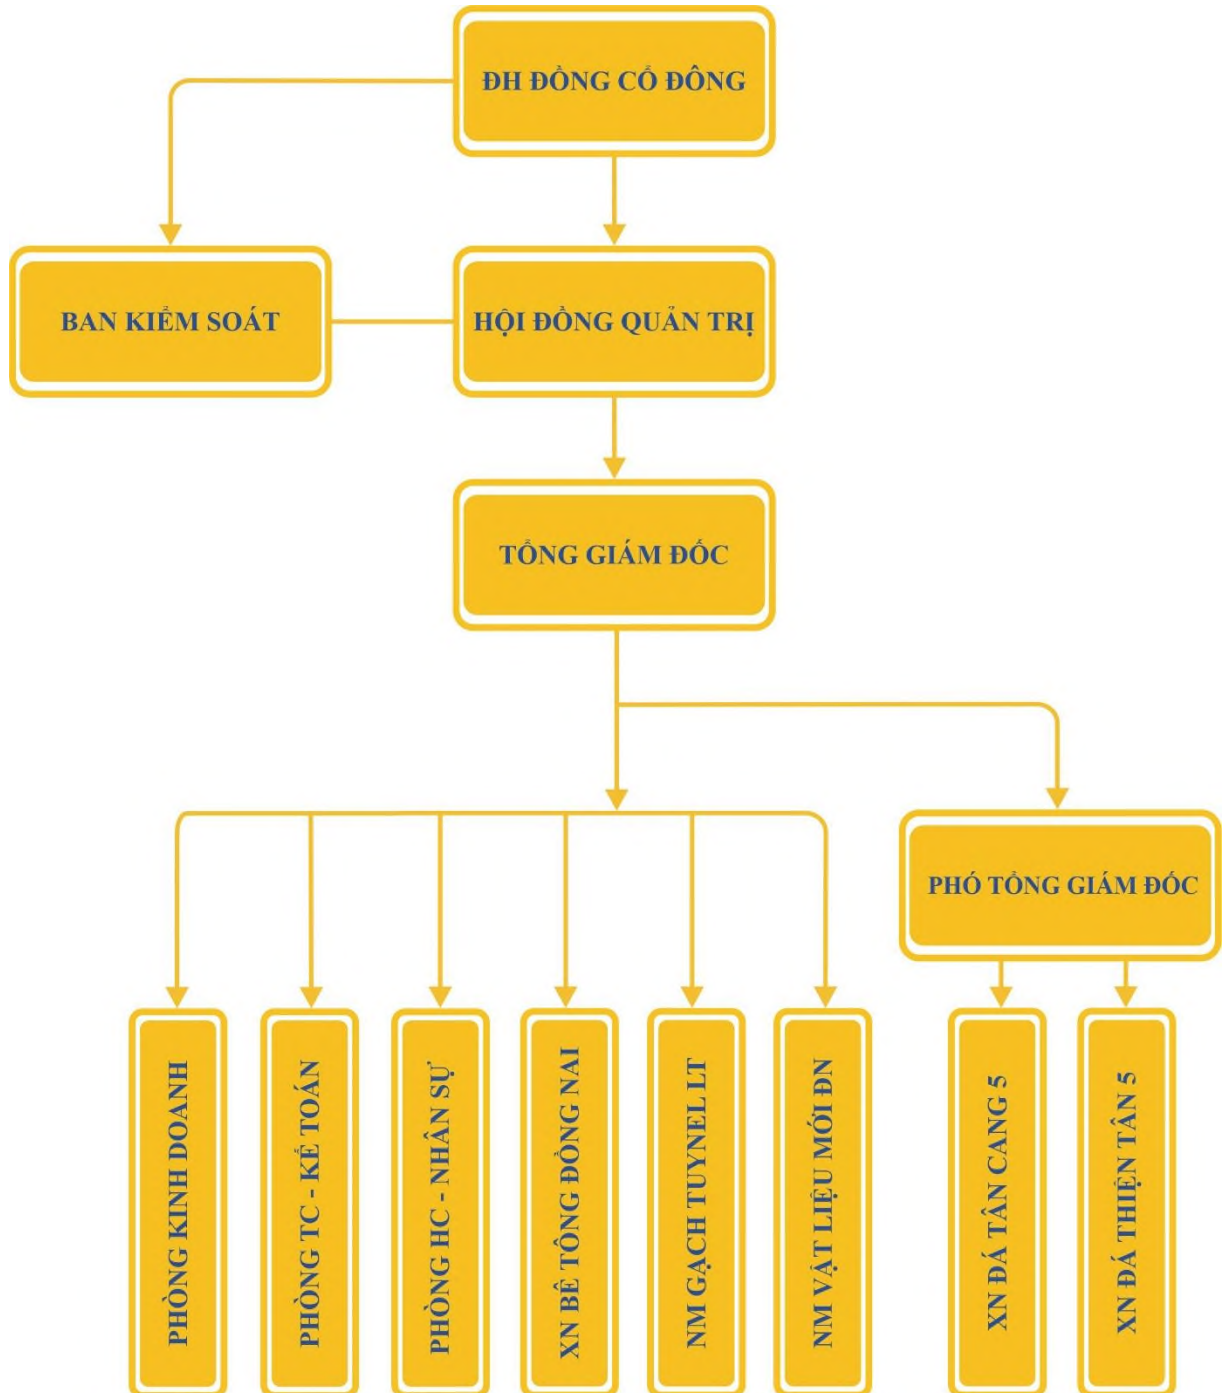 ĐH ĐỒNG CỔ ĐÔNG
BAN KIỂM SOÁT
HỘI ĐỒNG QUẢN TRỊ
TỔNG GIÁM ĐỐC
PHÓ TỔNG GIÁM ĐỐC
PHÒNG KINH DOANH
PHÒNG TC - KẾ TOÁN
PHÒNG HC - NHÂN SỰ
XN BÊ TÔNG ĐỒNG NAI
NM GẠCH TUYNEL LT
NM VẬT LIỆU MỚI ĐN
XN ĐÁ TÂN CANG 5
XN ĐÁ THIỆN TÂN 5